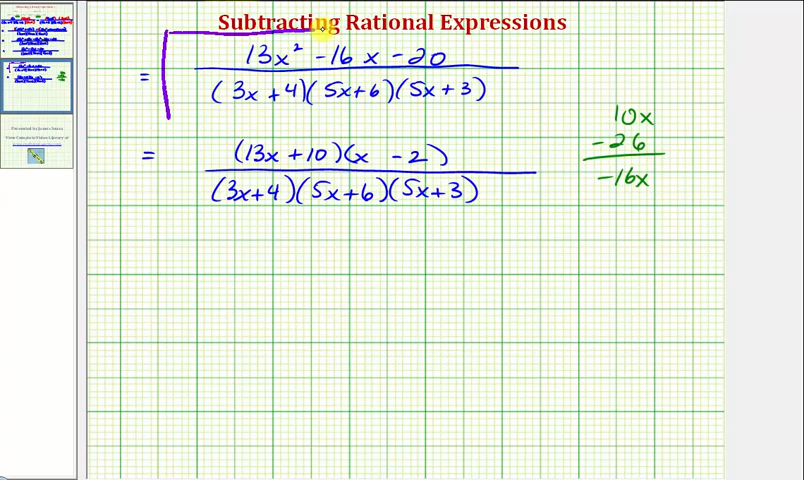 Subtracting Rational Expressions
= 13x² - 16x - 20
(3x + 4)(5x + 6)(5x + 3)
10x
- 26
-16x
= (13x + 10)(x - 2)
(3x + 4)(5x + 6)(5x + 3)